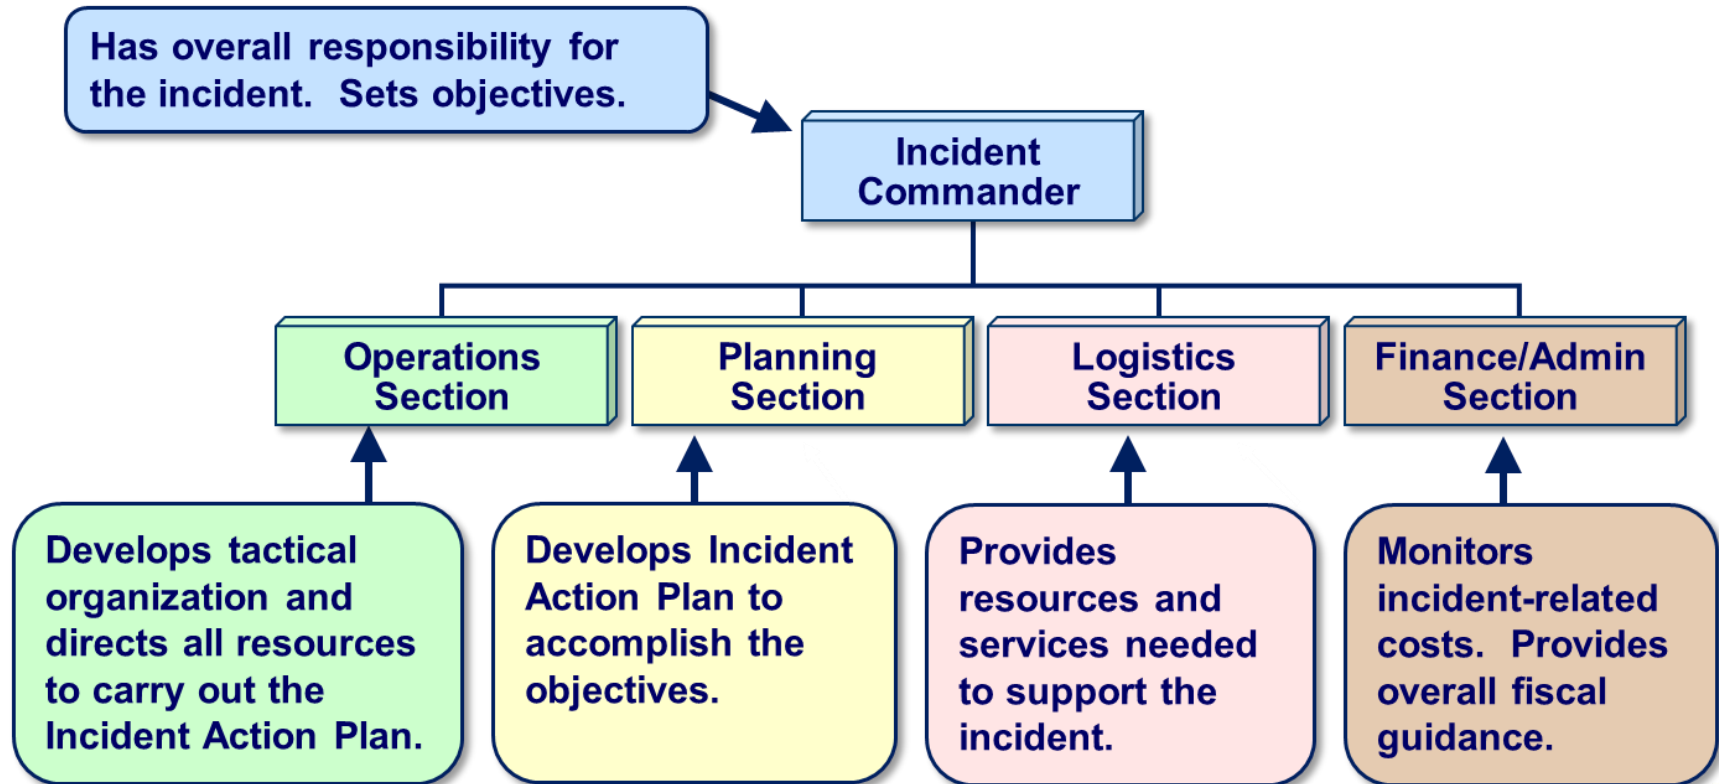 Has overall responsibility for
the incident.  Sets objectives.
Incident
Commander
Operations
Section
Planning
Section
Logistics
Section
Finance/Admin
Section
Develops tactical
organization and
directs all resources
to carry out the
Incident Action Plan.
Develops Incident
Action Plan to
accomplish the
objectives.
Provides
resources and
services needed
to support the
incident.
Monitors
incident-related
costs.  Provides
overall fiscal
guidance.